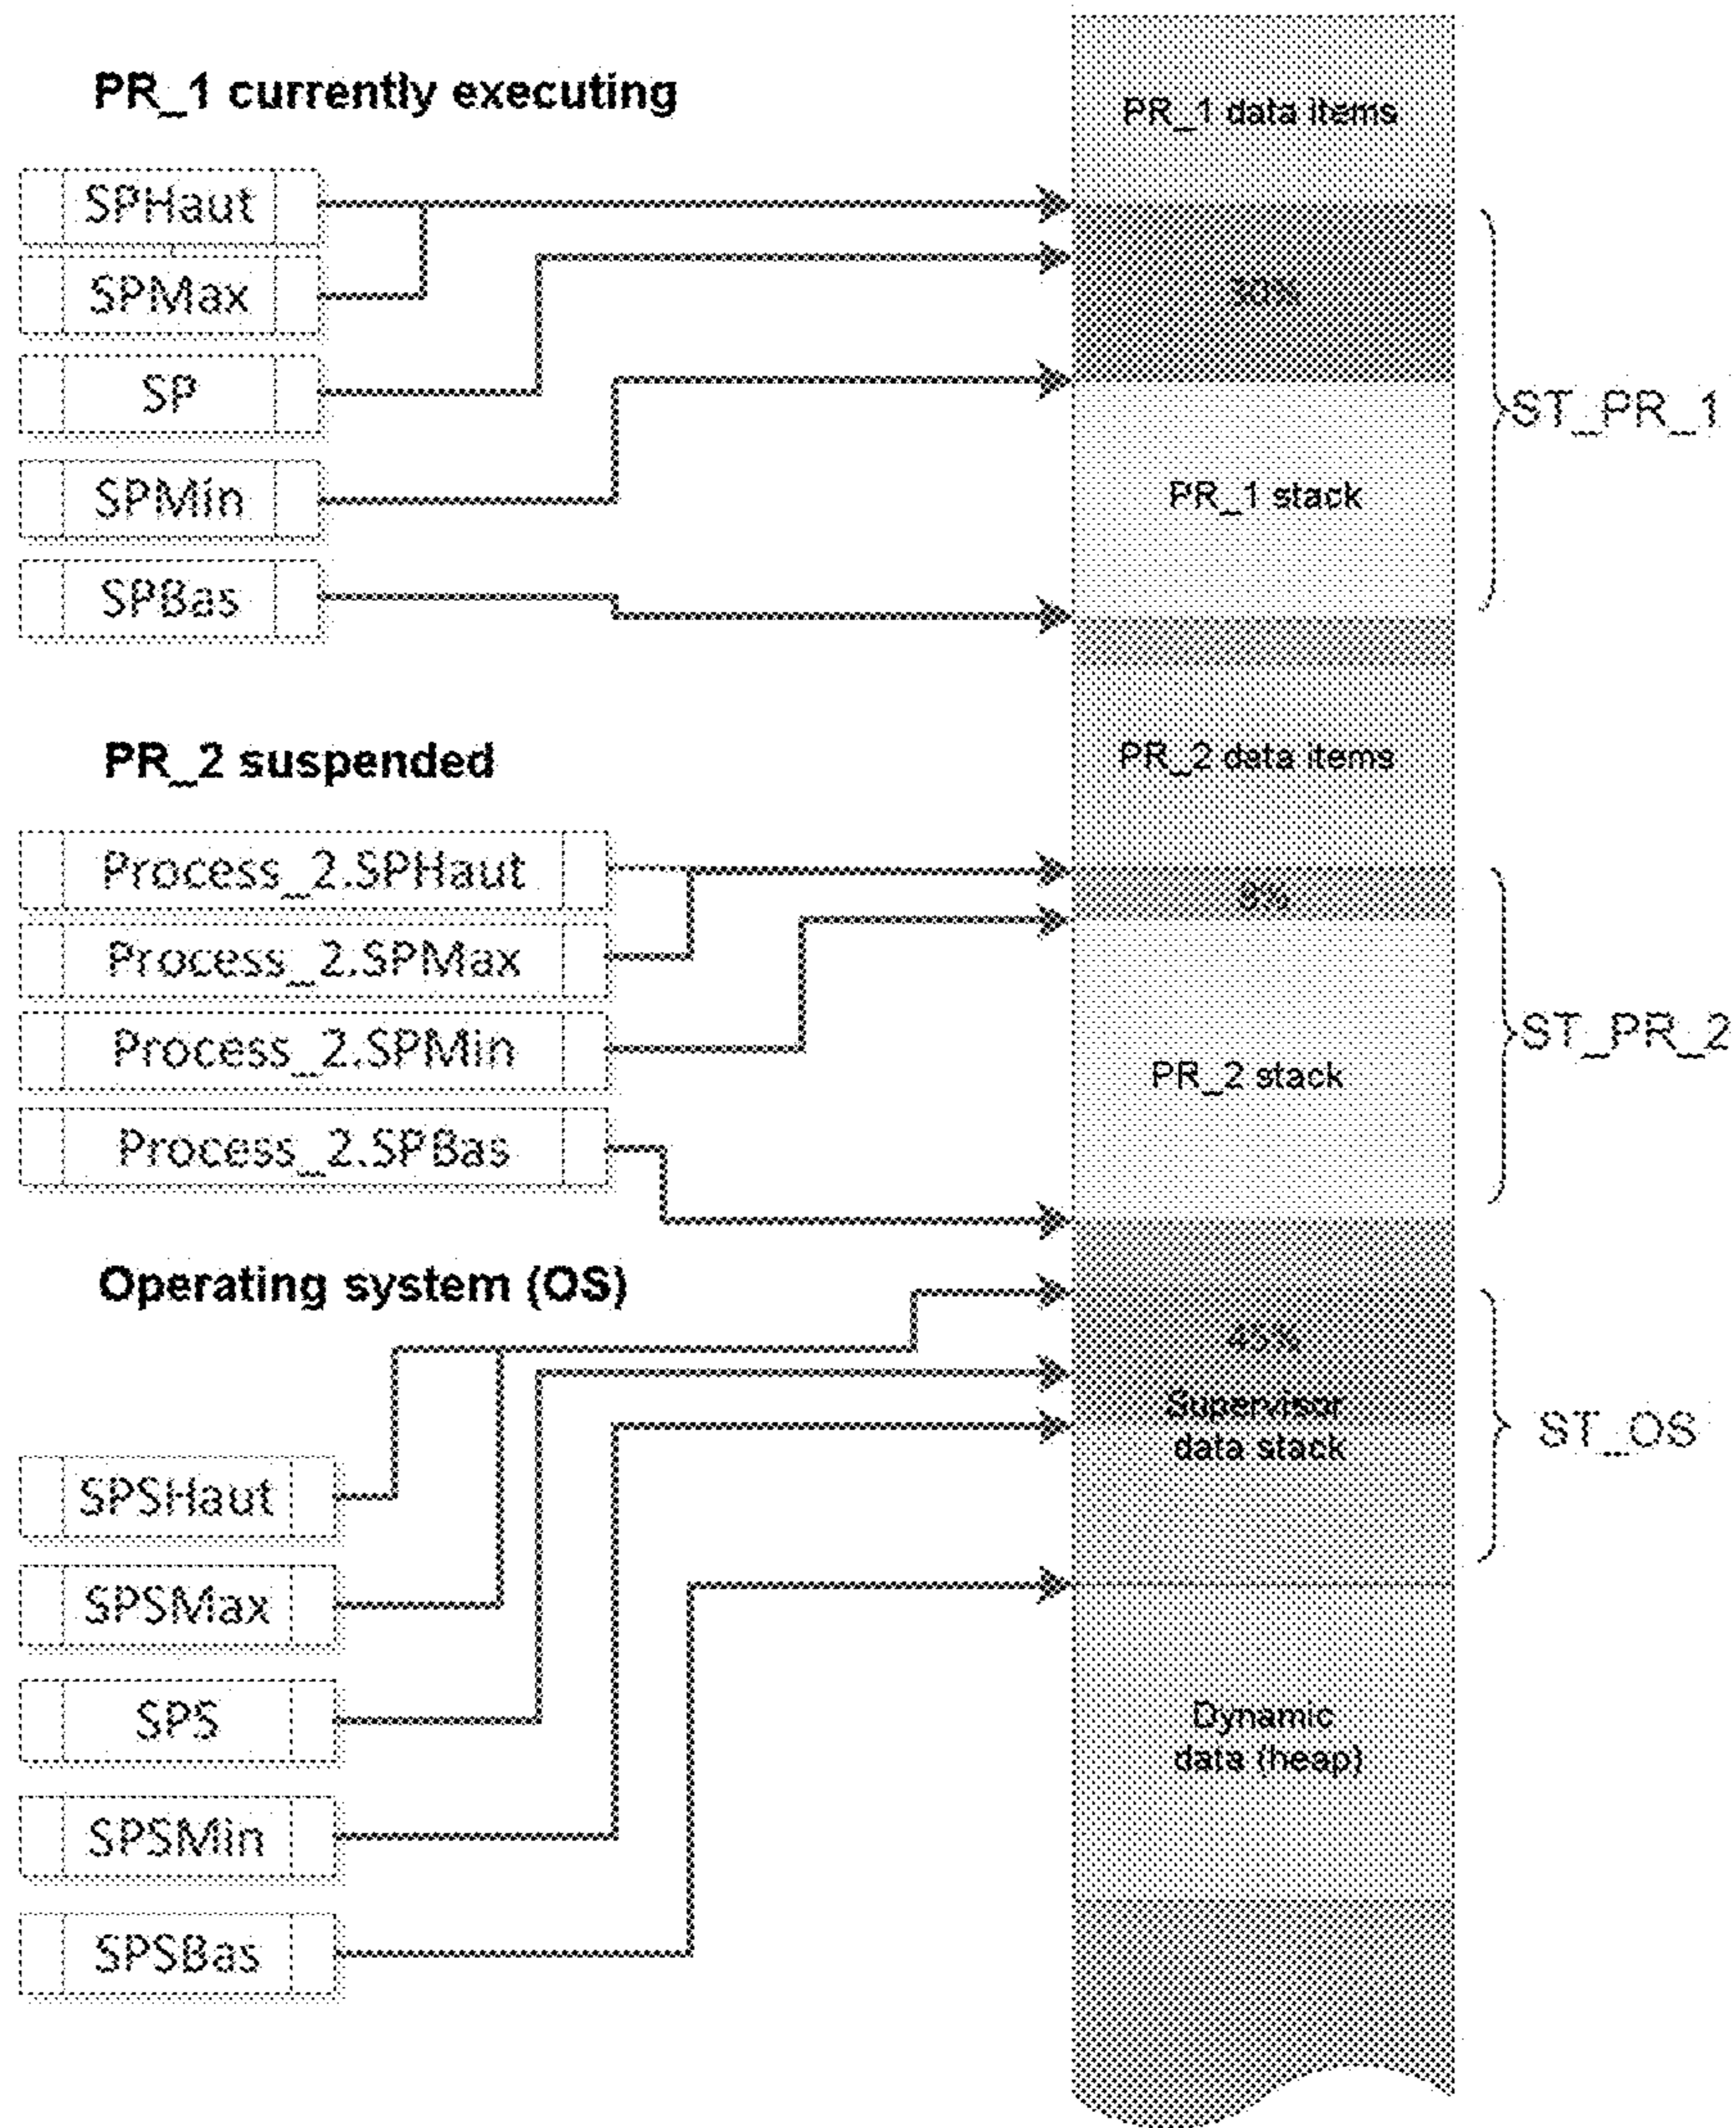 PR_1 currently executing
PR_1 data items
SPHaut
SPMax
30%
SP
ST_PR_1
SPMin
PR_1 stack
SPBas
PR_2 suspended
PR_2 data items
Process_2.SPHaut
Process_2.SPMax
Process_2.SPMin
ST_PR_2
PR_2 stack
Process_2.SPBas
Operating system (OS)
45%
Supervisor
data stack
ST_OS
SPSHaut
SPSMax
SPS
Dynamic
data (heap)
SPSMin
SPSBas